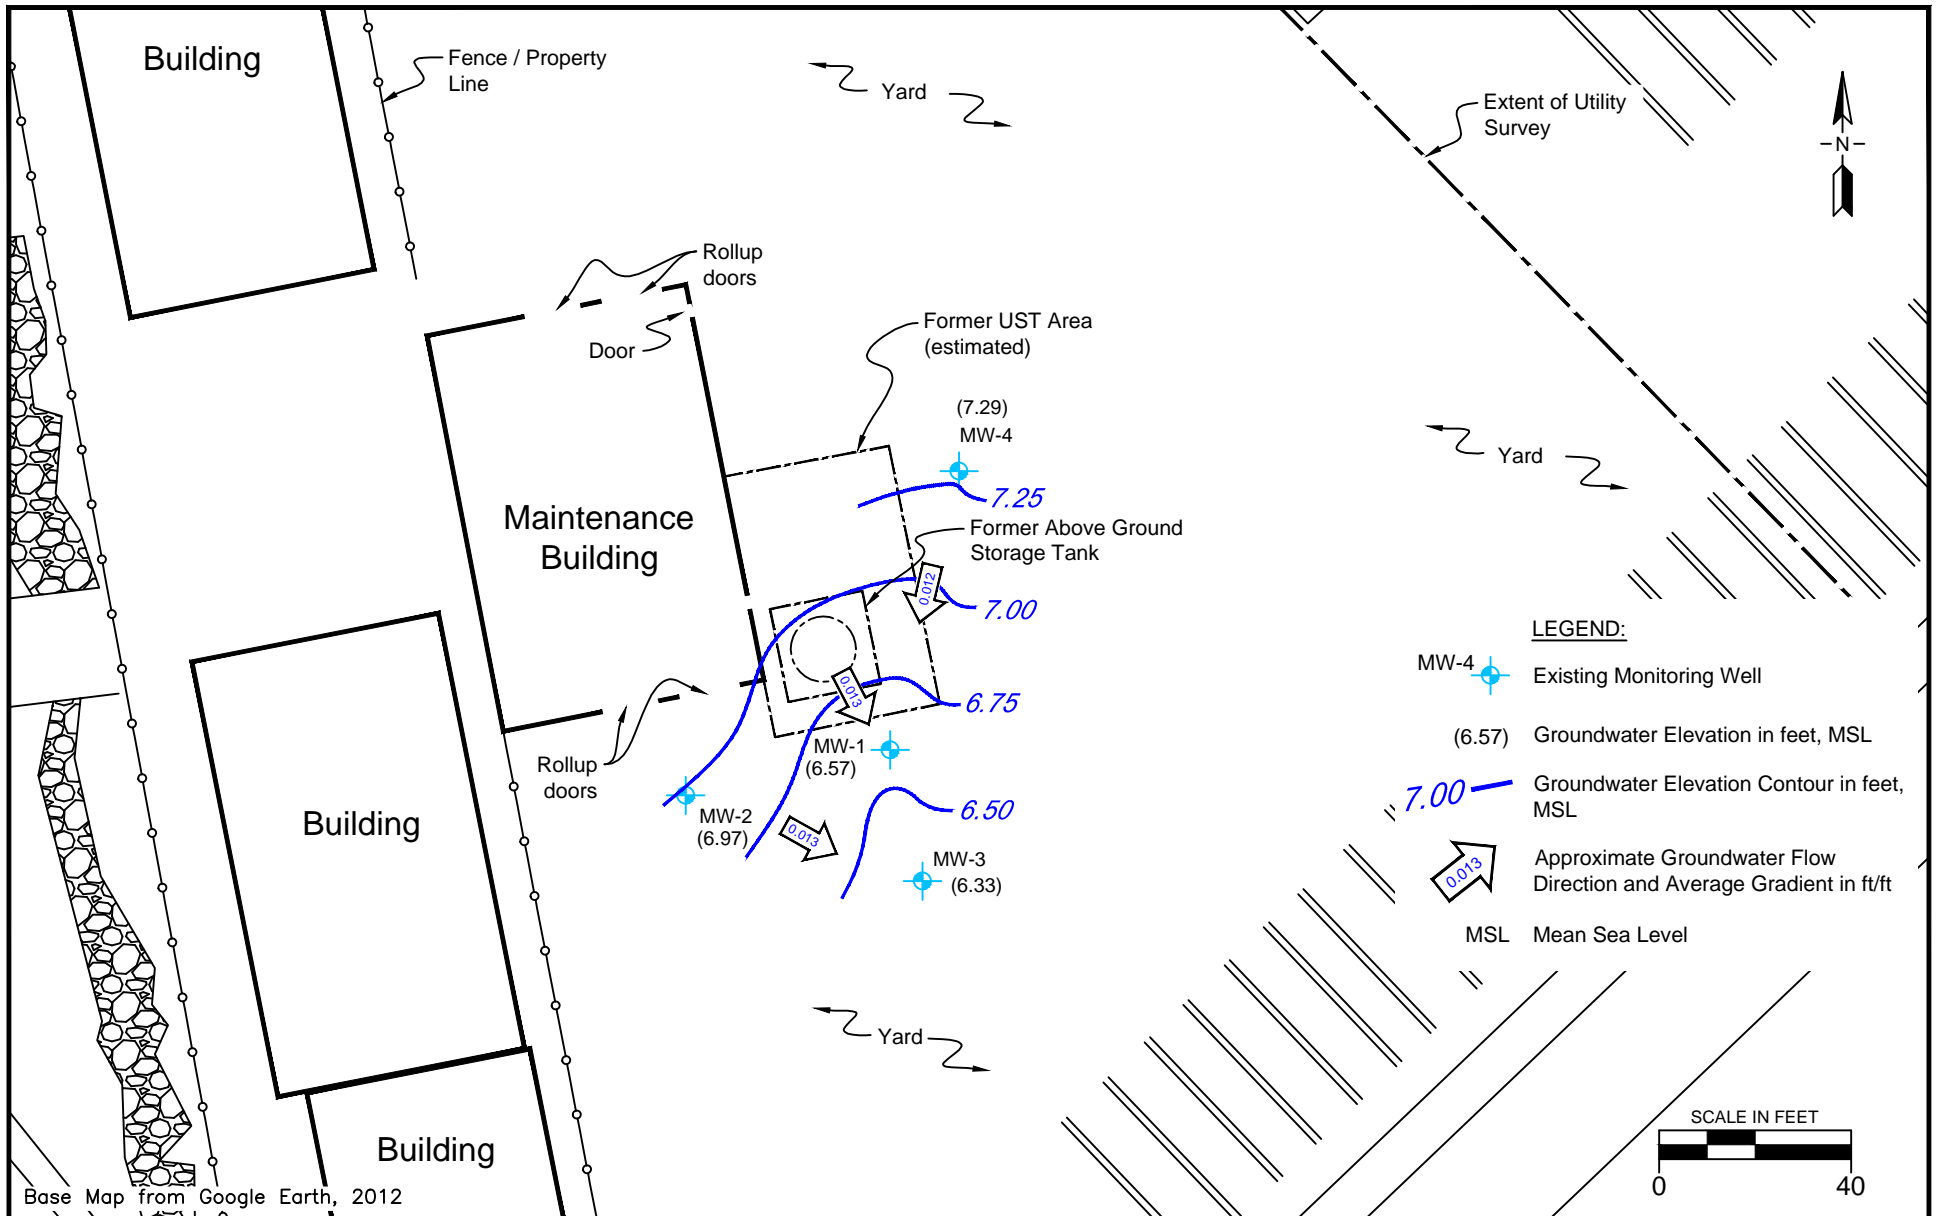 Building
Fence / Property
Line
Yard
Extent of Utility
Survey
N
Rollup
doors
Door
Former UST Area
(estimated)
(7.29)
MW-4
7.25
Yard
Maintenance
Building
Former Above Ground
Storage Tank
0.012
7.00
LEGEND:
MW-4
Existing Monitoring Well
0.013
6.75
(6.57)
Groundwater Elevation in feet, MSL
MW-1
(6.57)
Rollup
doors
7.00
Groundwater Elevation Contour in feet,
MSL
MW-2
(6.97)
6.50
0.013
Building
MW-3
(6.33)
0.013
Approximate Groundwater Flow
Direction and Average Gradient in ft/ft
MSL
Mean Sea Level
Yard
SCALE IN FEET
0
40
Building
Base Map from Google Earth, 2012